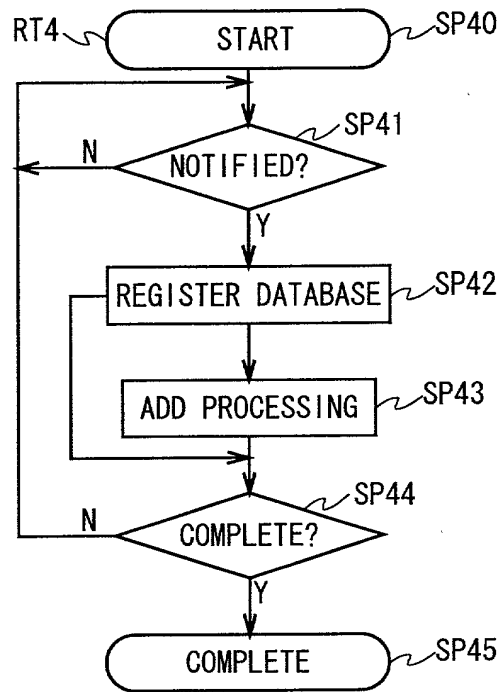 RT4
START
SP40
SP41
N
NOTIFIED?
Y
REGISTER DATABASE
SP42
ADD PROCESSING
SP43
SP44
N
COMPLETE?
Y
COMPLETE
SP45